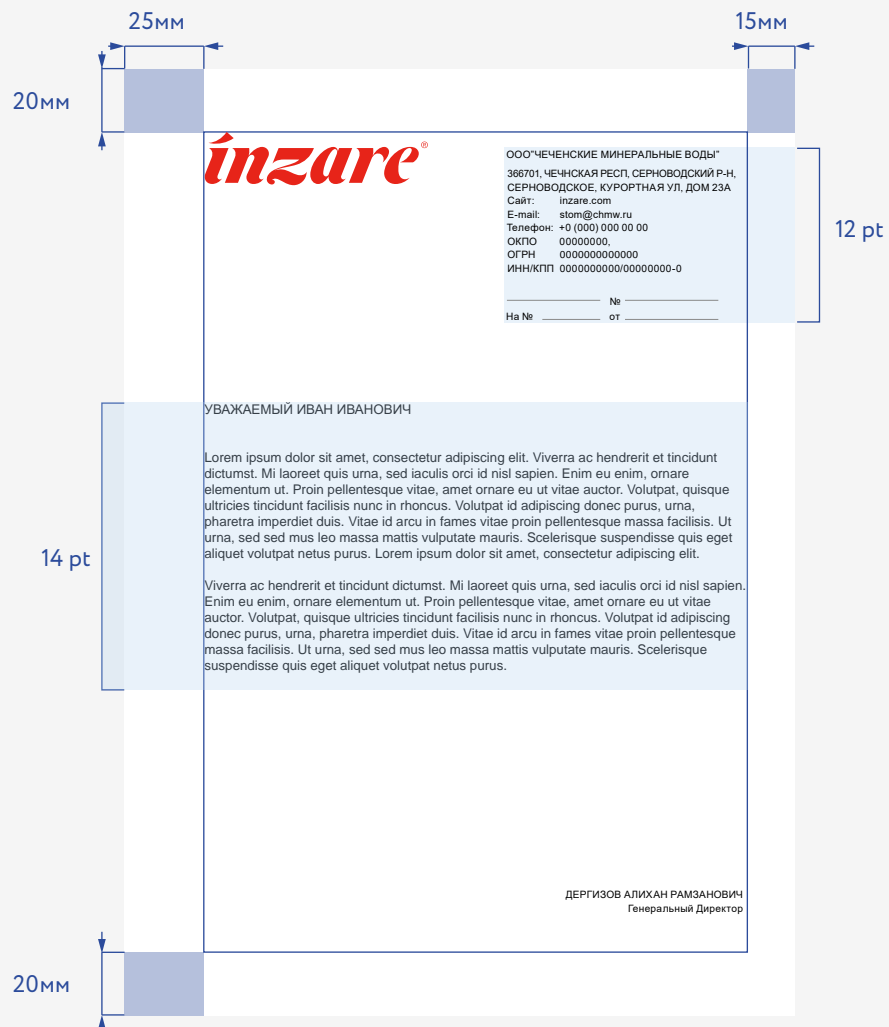 25мм
15мм
20мм
inzare®
ООО"ЧЕЧЕНСКИЕ МИНЕРАЛЬНЫЕ ВОДЫ"
366701, ЧЕЧНСКАЯ РЕСП, СЕРНОВОДСКИЙ Р-Н,
СЕРНОВОДСКОЕ, КУРОРТНАЯ УЛ, ДОМ 23А
Сайт: inzare.com
E-mail: stom@chmw.ru
Телефон: +0 (000) 000 00 00
ОКПО 00000000,
ОГРН 0000000000000
ИНН/КПП 0000000000/00000000-0
№
На № от
12 pt
УВАЖАЕМЫЙ ИВАН ИВАНОВИЧ
Lorem ipsum dolor sit amet, consectetur adipiscing elit. Viverra ac hendrerit et tincidunt
dictumst. Mi laoreet quis urna, sed iaculis orci id nisl sapien. Enim eu enim, ornare
elementum ut. Proin pellentesque vitae, amet ornare eu ut vitae auctor. Volutpat, quisque
ultricies tincidunt facilisis nunc in rhoncus. Volutpat id adipiscing donec purus, urna,
pharetra imperdiet duis. Vitae id arcu in fames vitae proin pellentesque massa facilisis. Ut
urna, sed sed mus leo massa mattis vulputate mauris. Scelerisque suspendisse quis eget
aliquet volutpat netus purus. Lorem ipsum dolor sit amet, consectetur adipiscing elit.
Viverra ac hendrerit et tincidunt dictumst. Mi laoreet quis urna, sed iaculis orci id nisl sapien.
Enim eu enim, ornare elementum ut. Proin pellentesque vitae, amet ornare eu ut vitae
auctor. Volutpat, quisque ultricies tincidunt facilisis nunc in rhoncus. Volutpat id adipiscing
donec purus, urna, pharetra imperdiet duis. Vitae id arcu in fames vitae proin pellentesque
massa facilisis. Ut urna, sed sed mus leo massa mattis vulputate mauris. Scelerisque
suspendisse quis eget aliquet volutpat netus purus.
14 pt
ДЕРГИЗОВ АЛИХАН РАМЗАНОВИЧ
Генеральный Директор
20мм